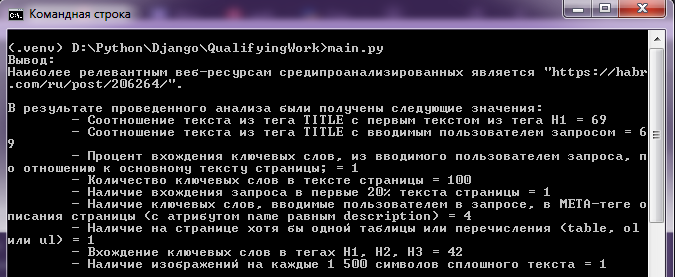 Командная строка
(.venv) D:\Python\Django\QualifyingWork>main.py
Вывод:
Наиболее релевантным веб-ресурсам средипроанализированных является "https://habr
.com/ru/post/206264/".
В результате проведенного анализа были получены следующие значения:
- Соотношение текста из тега TITLE с первым текстом из тега H1 = 69
- Соотношение текста из тега TITLE с вводимым пользователем запросом = 6
9
- Процент вхождения ключевых слов, из вводимого пользователем запроса, п
о отношению к основному тексту страницы; = 1
- Количество ключевых слов в тексте страницы = 100
- Наличие вхождения запроса в первые 20% текста страницы = 1
- Наличие ключевых слов, вводимые пользователем в запросе, в META-теге о
писания страницы (с атрибутом name равным description) = 4
- Наличие на странице хотя бы одной таблицы или перечисления (table, ol
или ul) = 1
- Вхождение ключевых слов в тегах H1, H2, H3 = 42
- Наличие изображений на каждые 1 500 символов сплошного текста = 1